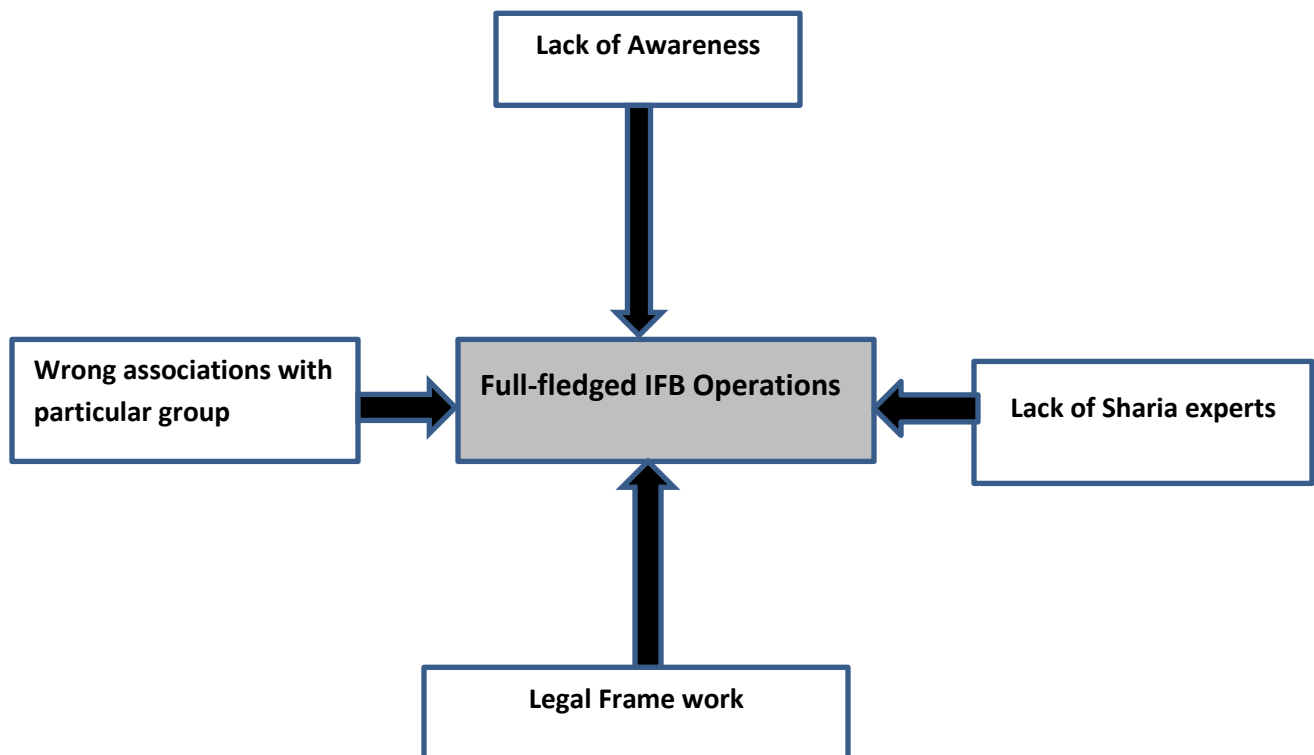 Lack of Awareness
Wrong associations with
particular group
Full-fledged IFB Operations
Lack of Sharia experts
Legal Frame work